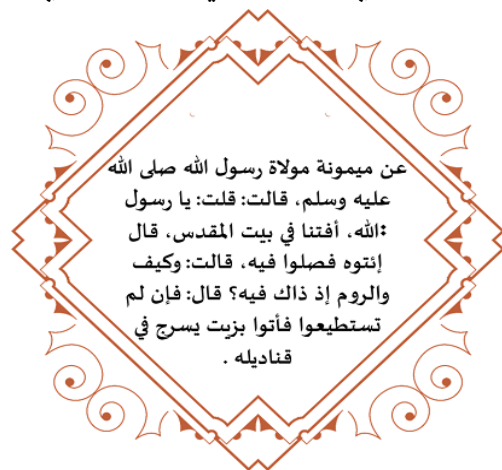 عن ميمونة مولاة رسول الله صلى الله
عليه وسلم، قالت: قلت: يا رسول
الله، أفتنا في بيت المقدس، قال:
إئتوه فصلوا فيه، قالت: وكيف
والروم إذ ذاك فيه؟ قال: فإن لم
تستطيعوا فأتوا بزيت يسرج في
قناديله .